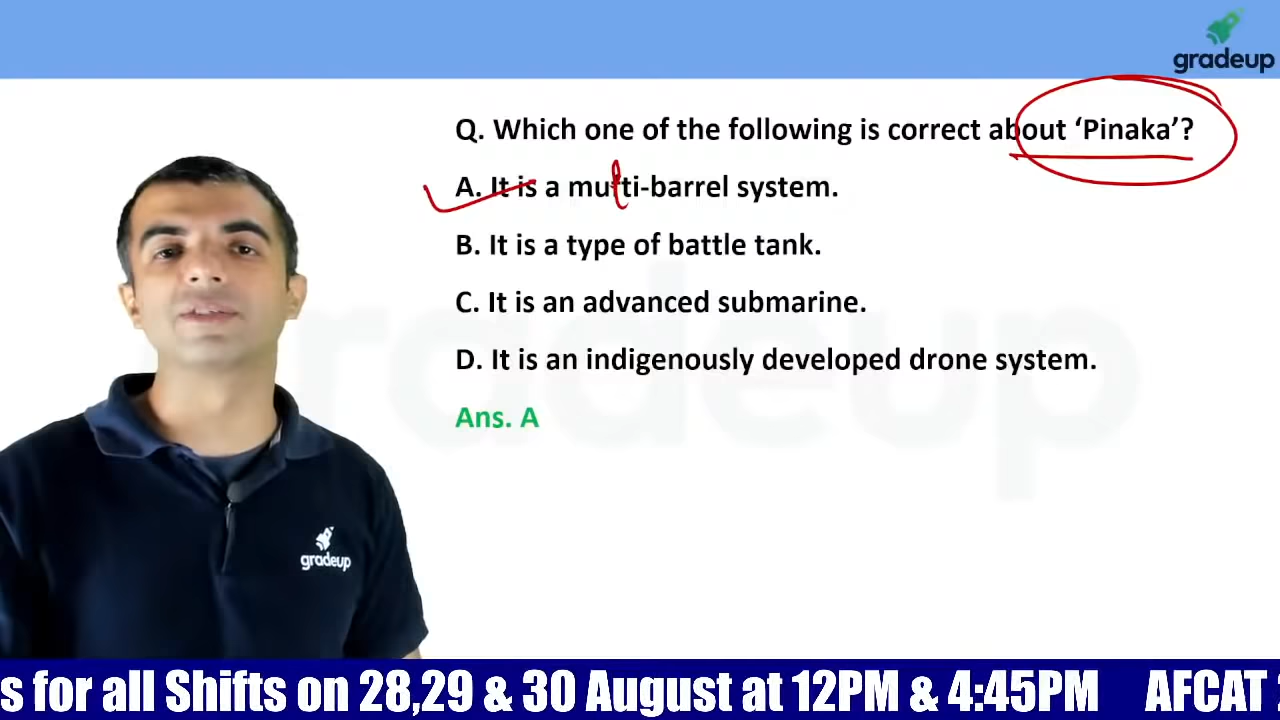 gradeup
Q. Which one of the following is correct about ‘Pinaka’?
A. It is a multi-barrel system.
B. It is a type of battle tank.
C. It is an advanced submarine.
D. It is an indigenously developed drone system.
Ans. A
gradeup
gradeup
s for all Shifts on 28,29 & 30 August at 12PM & 4:45PM AFCAT